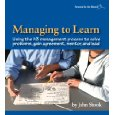 Managing to Learn
Using the A3 management process to solve
problems, gain agreement, mentor, and lead
by John Shook